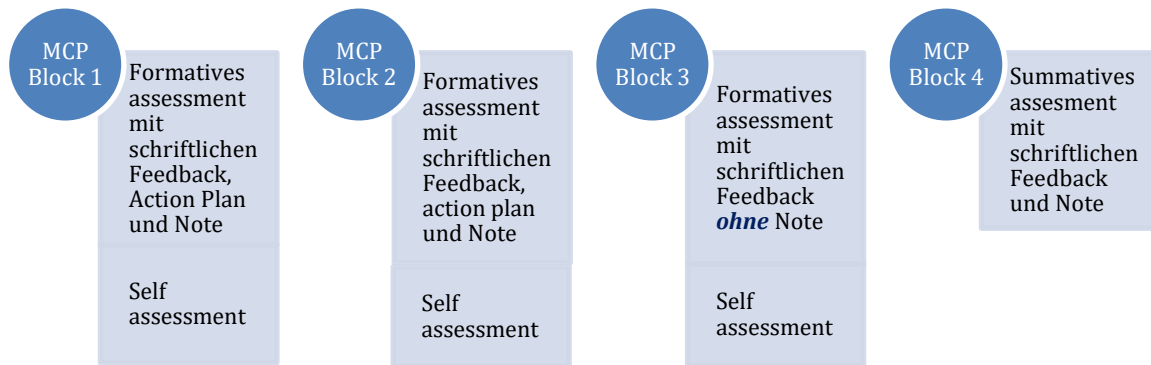 MCP
Block 1
Formatives
assessment
mit
schriftlichen
Feedback,
Action Plan
und Note
Self
assessment
MCP
Block 2
Formatives
assessment
mit
schriftlichen
Feedback,
action plan
und Note
Self
assessment
MCP
Block 3
Formatives
assessment
mit
schriftlichen
Feedback
ohne Note
Self
assessment
MCP
Block 4
Summatives
assesment
mit
schriftlichen
Feedback
und Note